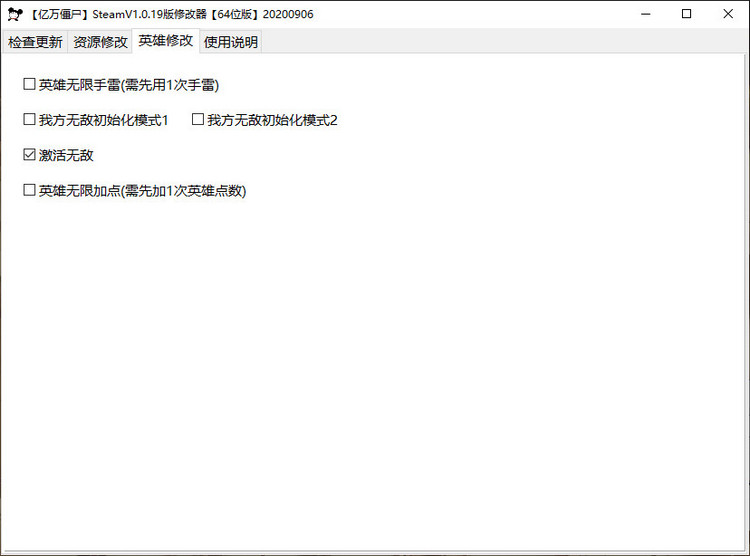 【亿万僵尸】SteamV1.0.19版修改器【64位版】20200906
检查更新 资源修改 英雄修改 使用说明
英雄无限手雷(需先用1次手雷)
我方无敌初始化模式1 我方无敌初始化模式2
激活无敌
英雄无限加点(需先加1次英雄点数)